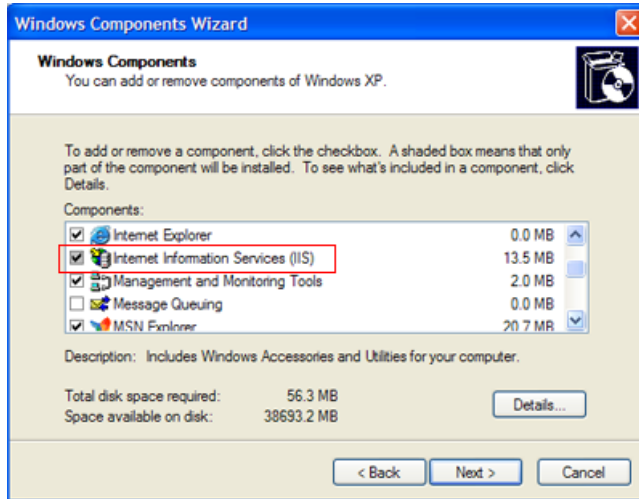 Windows Components Wizard
Windows Components
You can add or remove components of Windows XP.
To add or remove a component, click the checkbox. A shaded box means that only
part of the component will be installed. To see what's included in a component, click
Details.
Components:
Internet Explorer 0.0 MB
Internet Information Services (IIS) 13.5 MB
Management and Monitoring Tools 2.0 MB
Message Queuing 0.0 MB
MSN Explorer 20.7 MB
Description: Includes Windows Accessories and Utilities for your computer.
Total disk space required: 56.3 MB
Space available on disk: 38693.2 MB
Details...
< Back Next > Cancel